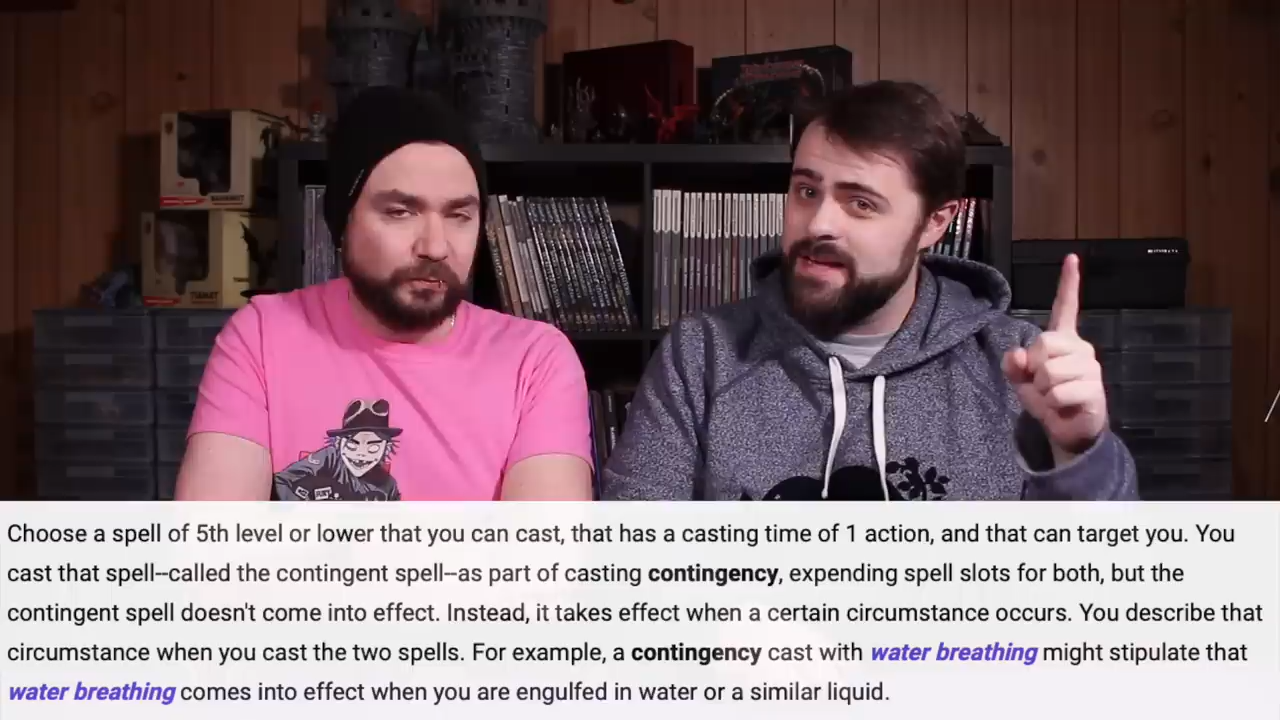 TIAMAT
Choose a spell of 5th level or lower that you can cast, that has a casting time of 1 action, and that can target you. You
cast that spell--called the contingent spell--as part of casting contingency, expending spell slots for both, but the
contingent spell doesn't come into effect. Instead, it takes effect when a certain circumstance occurs. You describe that
circumstance when you cast the two spells. For example, a contingency cast with water breathing might stipulate that
water breathing comes into effect when you are engulfed in water or a similar liquid.